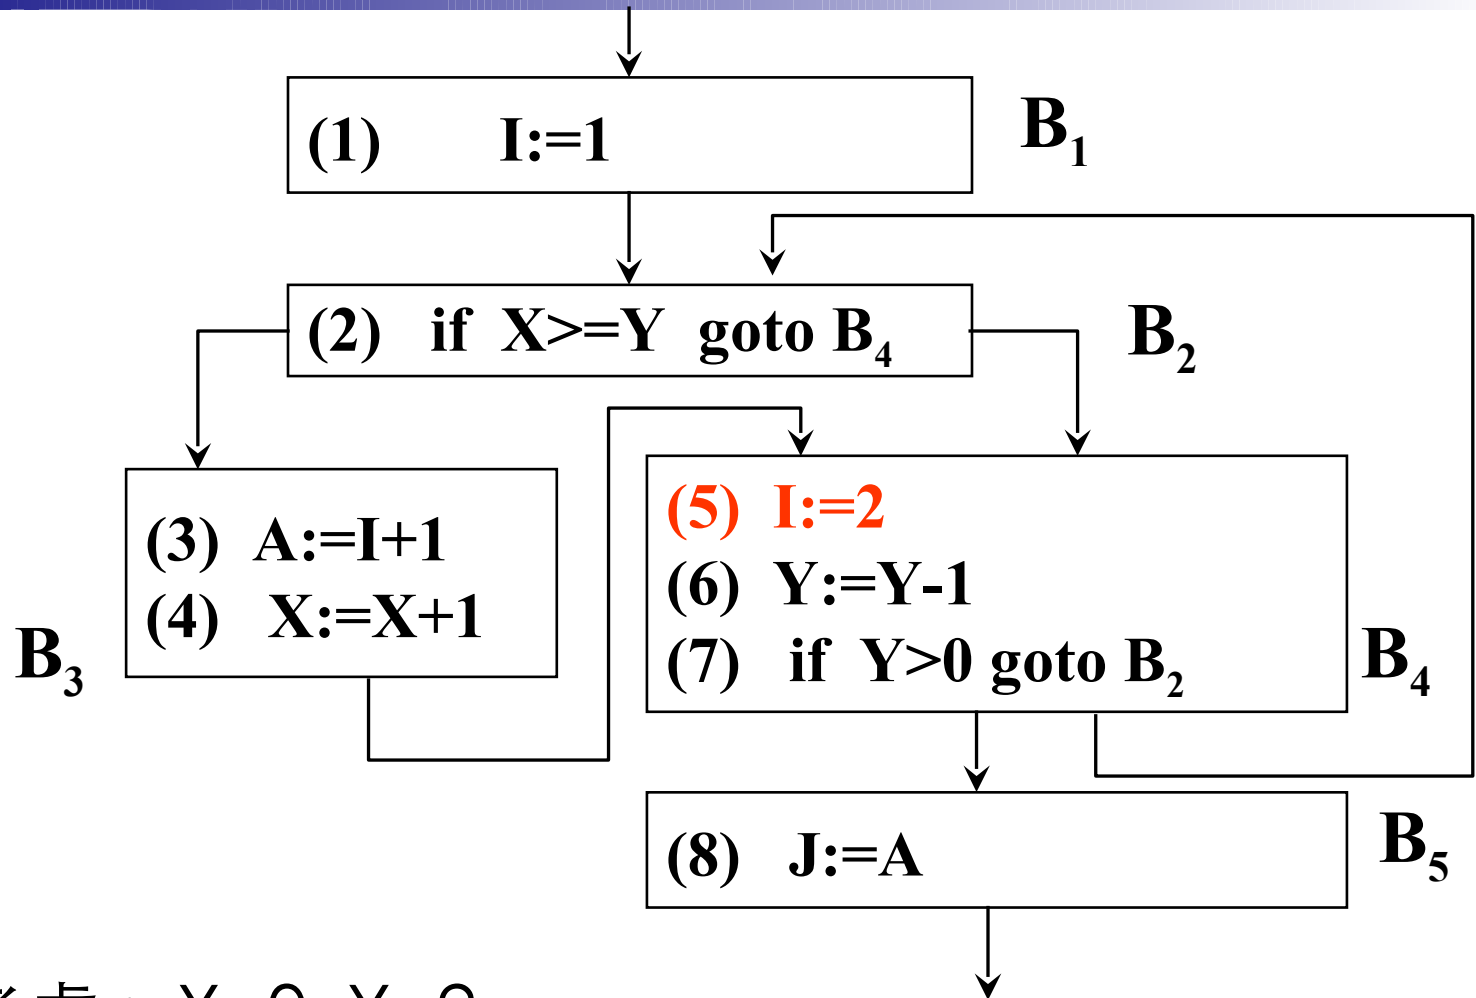 (1) I:=1
B₁
(2) if X>=Y goto B₄
B₂
(3) A:=I+1
(4) X:=X+1
B₃
(5) I:=2
(6) Y:=Y-1
(7) if Y>0 goto B₂
B₄
(8) J:=A
B₅